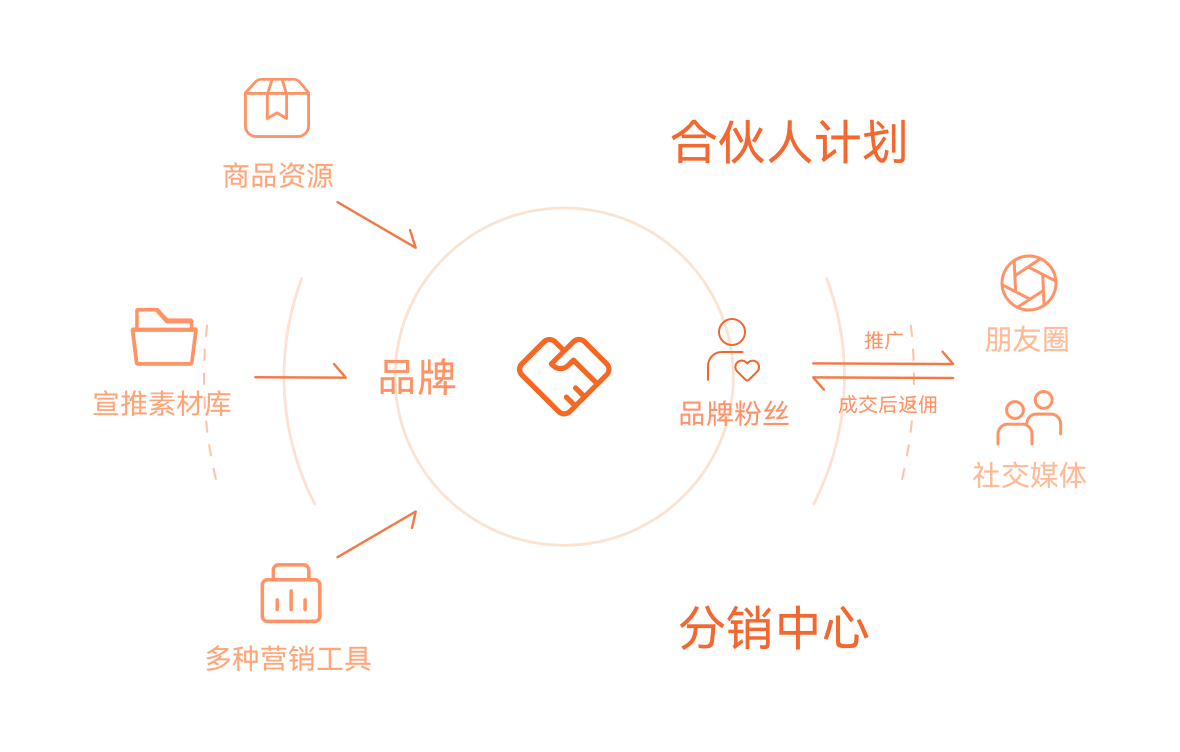 合伙人计划
商品资源
宣推素材库
多种营销工具
品牌
品牌粉丝
推广
成交后返佣
朋友圈
社交媒体
分销中心